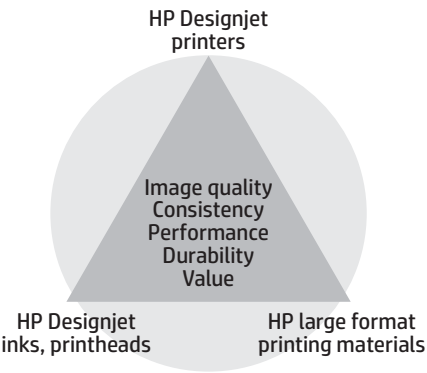 HP Designjet
printers
Image quality
Consistency
Performance
Durability
Value
HP Designjet
inks, printheads
HP large format
printing materials